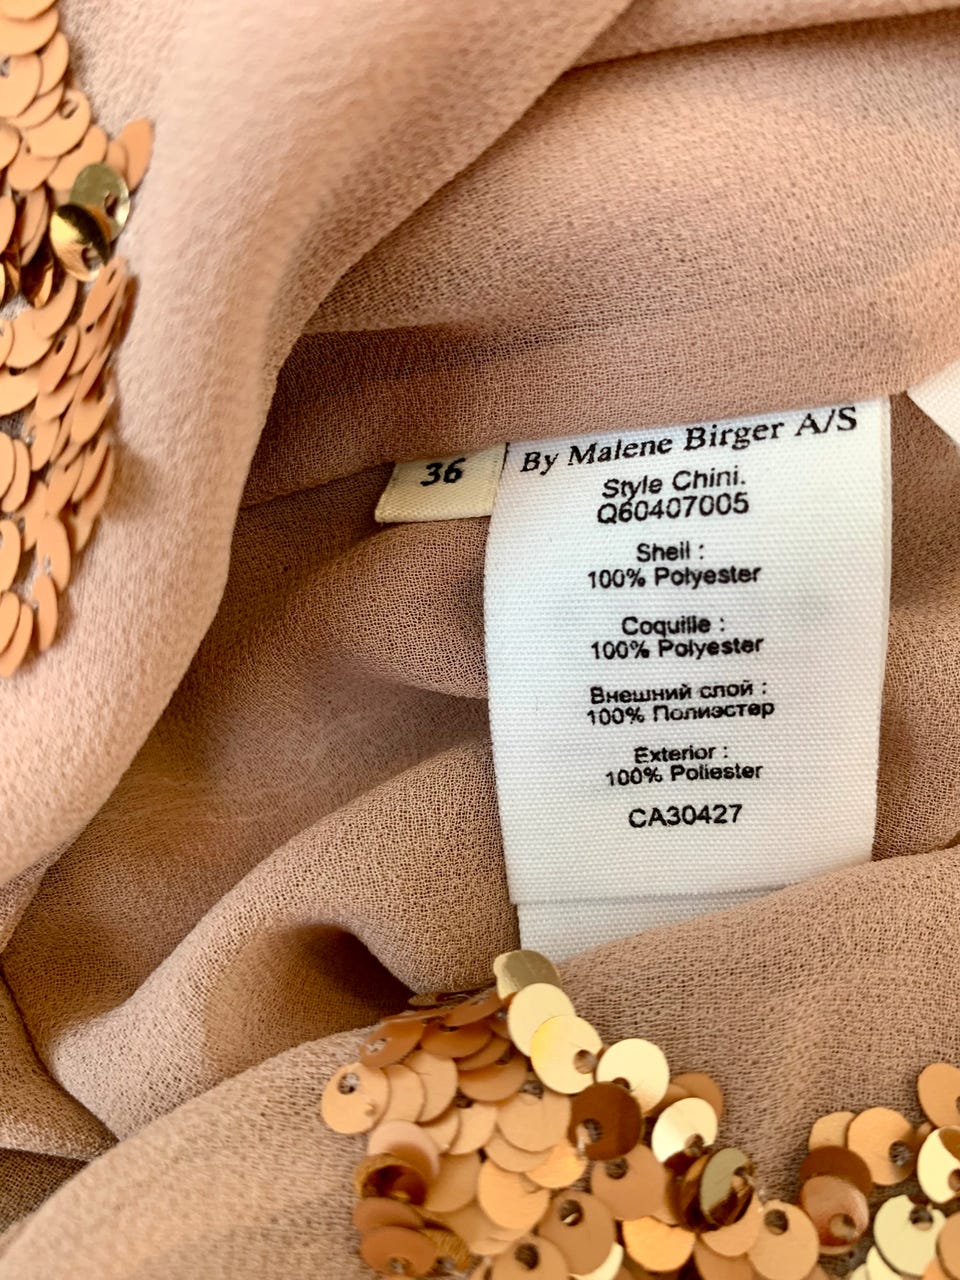 36
By Malene Birger A/S
Style Chini.
Q60407005
Shell :
100% Polyester
Coquille :
100% Polyester
Внешний слой :
100% Полиэстер
Exterior :
100% Poliester
CA30427